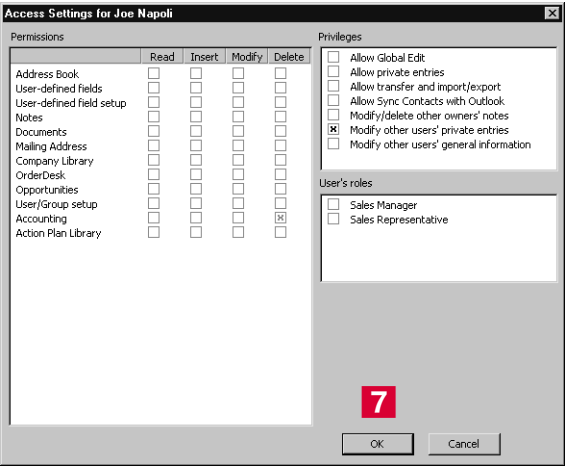 Access Settings for Joe Napoli
Permissions
Read Insert Modify Delete
Address Book
User-defined fields
User-defined field setup
Notes
Documents
Mailing Address
Company Library
OrderDesk
Opportunities
User/Group setup
Accounting
Action Plan Library
Privileges
Allow Global Edit
Allow private entries
Allow transfer and import/export
Allow Sync Contacts with Outlook
Modify/delete other owners' notes
Modify other users' private entries
Modify other users' general information
User's roles
Sales Manager
Sales Representative
7
OK Cancel